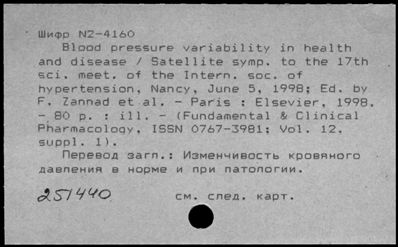 Шифр NZ-4160
Blood pressure variability in health
and disease / Satellite symp. to the 17th
sci. meet. of the Intern. soc. of
hypertension, Nancy, June 5, 1998; Ed. by
F. Zannad et al. - Paris : Elsevier, 1998.
- 80 p. : ill. - (Fundamental & Clinical
Pharmacology, ISSN 0767-3981; Vol. 12,
suppl. 1).
Перевод загл.: Изменчивость кровяного
давления в норме и при патологии.
251440 см. след. карт.